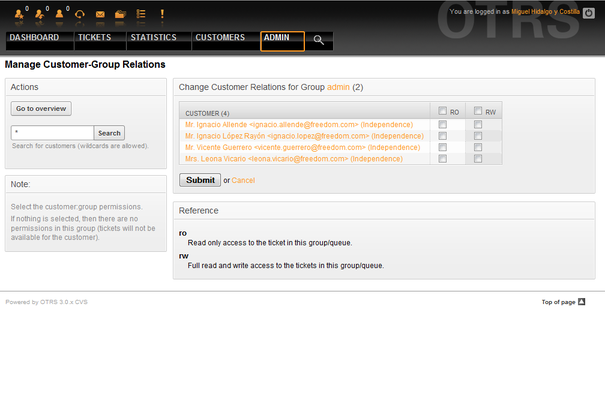 0 0 0
You are logged in as Miguel Hidalgo y Costilla
OTRS
DASHBOARD TICKETS STATISTICS CUSTOMERS ADMIN
Manage Customer-Group Relations
Actions
Go to overview
* Search
Search for customers (wildcards are allowed).
Note:
Select the customer:group permissions.
If nothing is selected, then there are no
permissions in this group (tickets will not be
available for the customer).
Change Customer Relations for Group admin (2)
CUSTOMER (4) RO RW
Mr. Ignacio Allende <ignacio.allende@freedom.com> (Independence)
Mr. Ignacio López Rayón <ignacio.lopez@freedom.com> (Independence)
Mr. Vicente Guerrero <vicente.guerrero@freedom.com> (Independence)
Mrs. Leona Vicario <leona.vicario@freedom.com> (Independence)
Submit or Cancel
Reference
ro
Read only access to the ticket in this group/queue.
rw
Full read and write access to the tickets in this group/queue.
Powered by OTRS 3.0.x CVS
Top of page